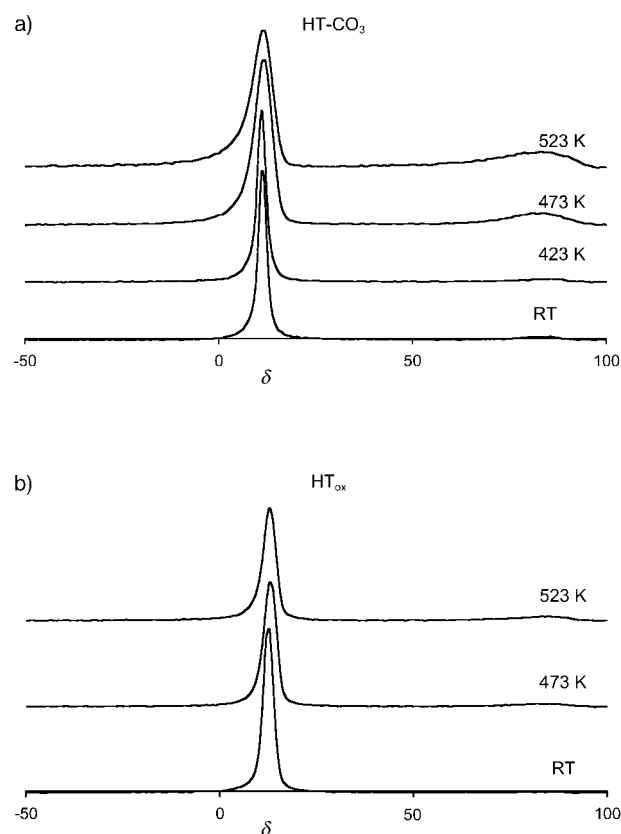 a)
HT-CO₃
523 K
473 K
423 K
RT
-50 0 50 100
δ
b)
HTₒₓ
523 K
473 K
RT
-50 0 50 100
δ